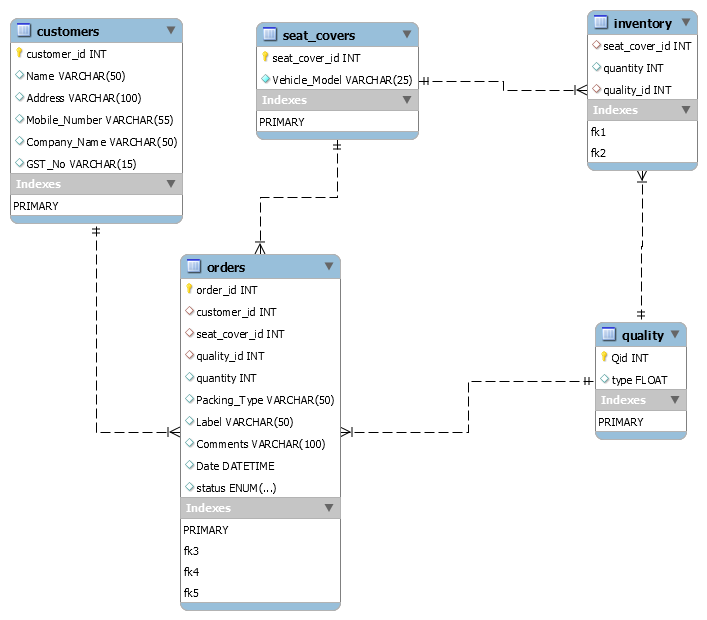 customers
customer_id INT
Name VARCHAR(50)
Address VARCHAR(100)
Mobile_Number VARCHAR(55)
Company_Name VARCHAR(50)
GST_No VARCHAR(15)
Indexes
PRIMARY
seat_covers
seat_cover_id INT
Vehicle_Model VARCHAR(25)
Indexes
PRIMARY
inventory
seat_cover_id INT
quantity INT
quality_id INT
Indexes
fk1
fk2
orders
order_id INT
customer_id INT
seat_cover_id INT
quality_id INT
quantity INT
Packing_Type VARCHAR(50)
Label VARCHAR(50)
Comments VARCHAR(100)
Date DATETIME
status ENUM(...)
Indexes
PRIMARY
fk3
fk4
fk5
quality
Qid INT
type FLOAT
Indexes
PRIMARY